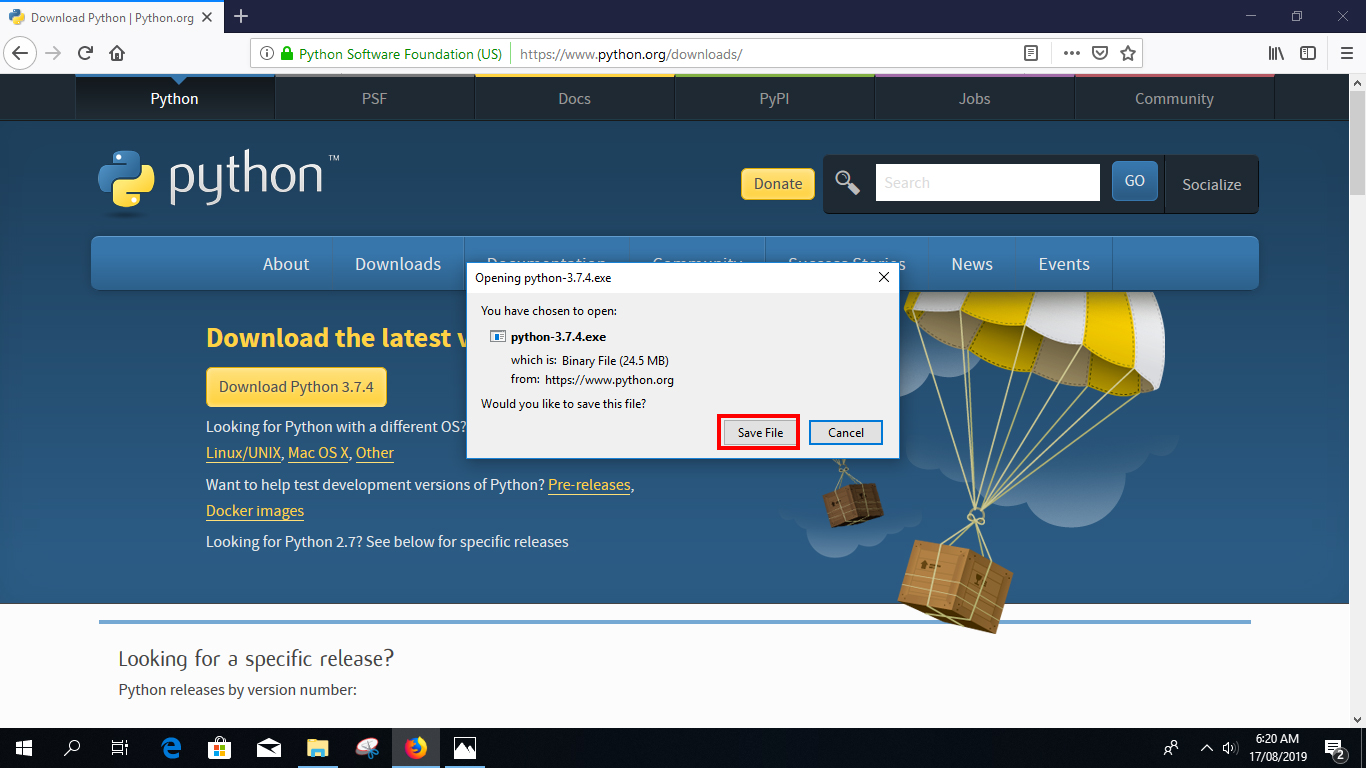 Download Python | Python.org
Python Software Foundation (US) https://www.python.org/downloads/
Python PSF Docs PyPI Jobs Community
python™
Donate Search GO Socialize
About Downloads Documentation Community Success Stories News Events
Opening python-3.7.4.exe
You have chosen to open:
python-3.7.4.exe
which is: Binary File (24.5 MB)
from: https://www.python.org
Would you like to save this file?
Save File Cancel
Download the latest
Download Python 3.7.4
Looking for Python with a different OS?
Linux/UNIX, Mac OS X, Other
Want to help test development versions of Python? Pre-releases,
Docker images
Looking for Python 2.7? See below for specific releases
Looking for a specific release?
Python releases by version number:
6:20 AM
17/08/2019
2